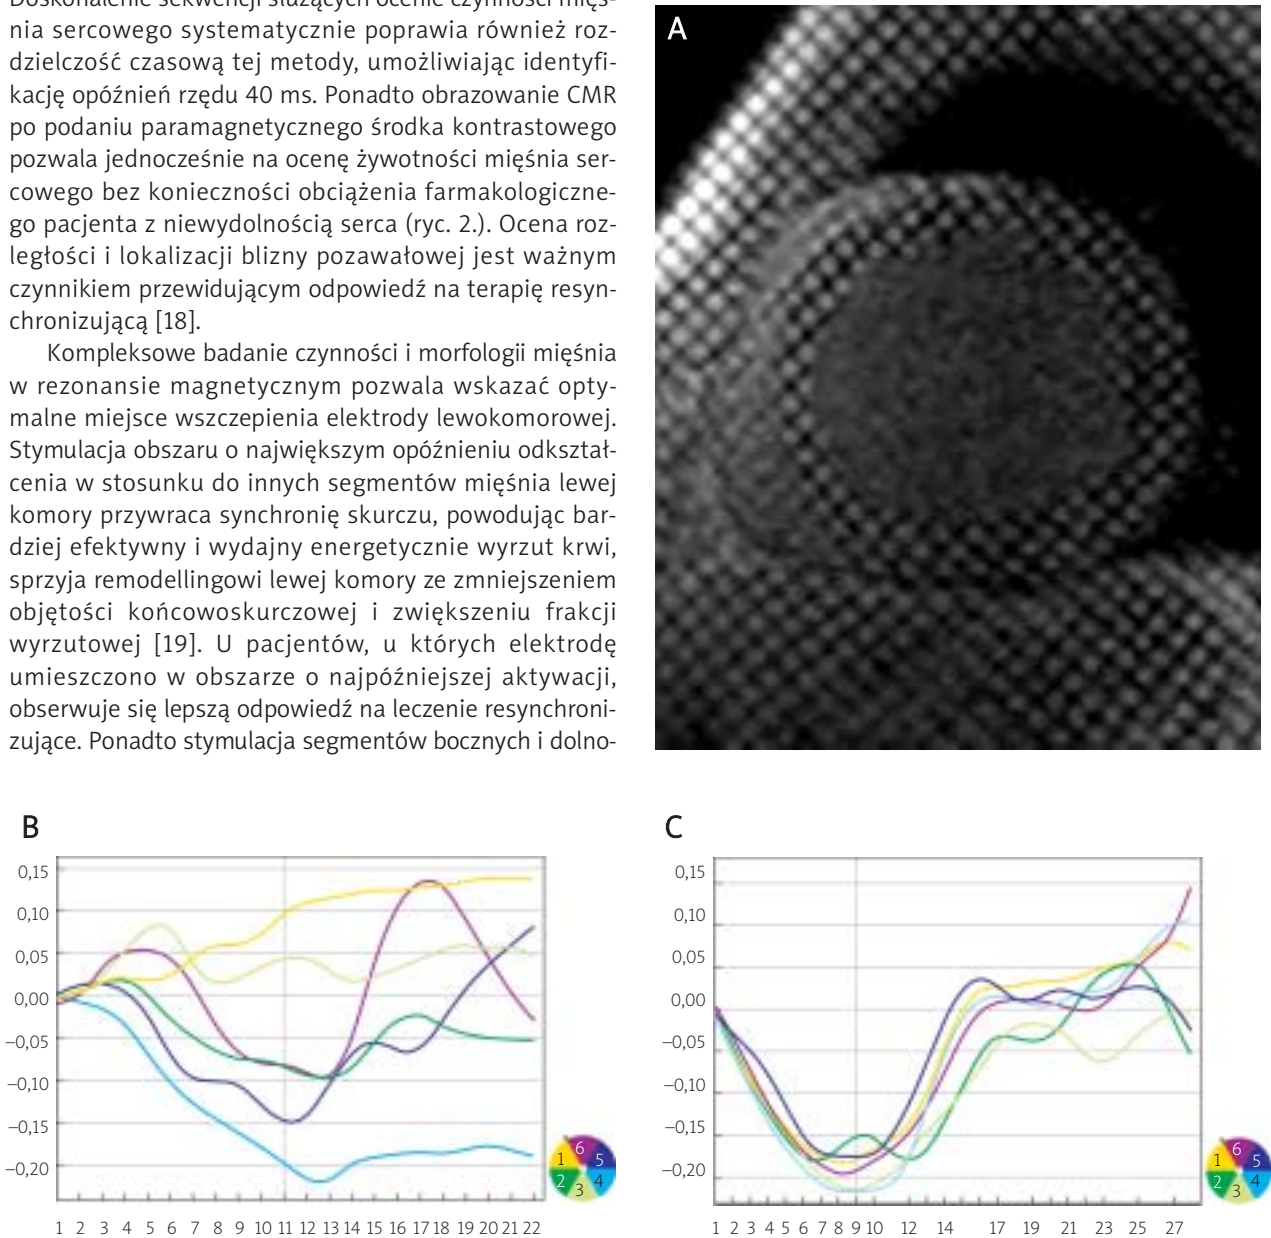 Doskonalenie sekwencji służących ocenie czynności mięś-
nia sercowego systematycznie poprawia również roz-
dzielczość czasową tej metody, umożliwiając identyfi-
kację opóźnień rzędu 40 ms. Ponadto obrazowanie CMR
po podaniu paramagnetycznego środka kontrastowego
pozwala jednocześnie na ocenę żywotności mięśnia ser-
cowego bez konieczności obciążenia farmakologiczne-
go pacjenta z niewydolnością serca (ryc. 2.). Ocena roz-
ległości i lokalizacji blizny pozawałowej jest ważnym
czynnikiem przewidującym odpowiedź na terapię resyn-
chronizującą [18].
Kompleksowe badanie czynności i morfologii mięśnia
w rezonansie magnetycznym pozwala wskazać opty-
malne miejsce wszczepienia elektrody lewokomorowej.
Stymulacja obszaru o największym opóźnieniu odkształ-
cenia w stosunku do innych segmentów mięśnia lewej
komory przywraca synchronię skurczu, powodując bar-
dziej efektywny i wydajny energetycznie wyrzut krwi,
sprzyja remodellingowi lewej komory ze zmniejszeniem
objętości końcowoskurczowej i zwiększeniu frakcji
wyrzutowej [19]. U pacjentów, u których elektrodę
umieszczono w obszarze o najpóźniejszej aktywacji,
obserwuje się lepszą odpowiedź na leczenie resynchroni-
zujące. Ponadto stymulacja segmentów bocznych i dolno-
A
B
0,15
0,10
0,05
0,00
–0,05
–0,10
–0,15
–0,20
1 2 3 4 5 6 7 8 9 10 11 12 13 14 15 16 17 18 19 20 21 22
1 6 5 2 3 4
C
0,15
0,10
0,05
0,00
–0,05
–0,10
–0,15
–0,20
1 2 3 4 5 6 7 8 9 10 12 14 17 19 21 23 25 27
1 6 5 2 3 4